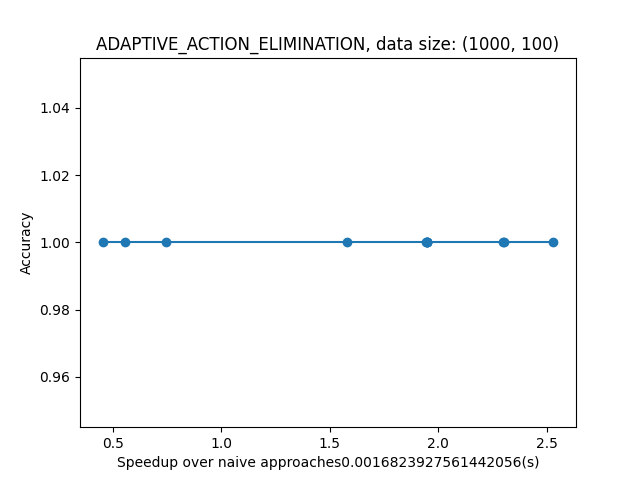 ADAPTIVE_ACTION_ELIMINATION, data size: (1000, 100)
1.04
1.02
1.00
0.98
0.96
Accuracy
0.5 1.0 1.5 2.0 2.5
Speedup over naive approaches0.0016823927561442056(s)